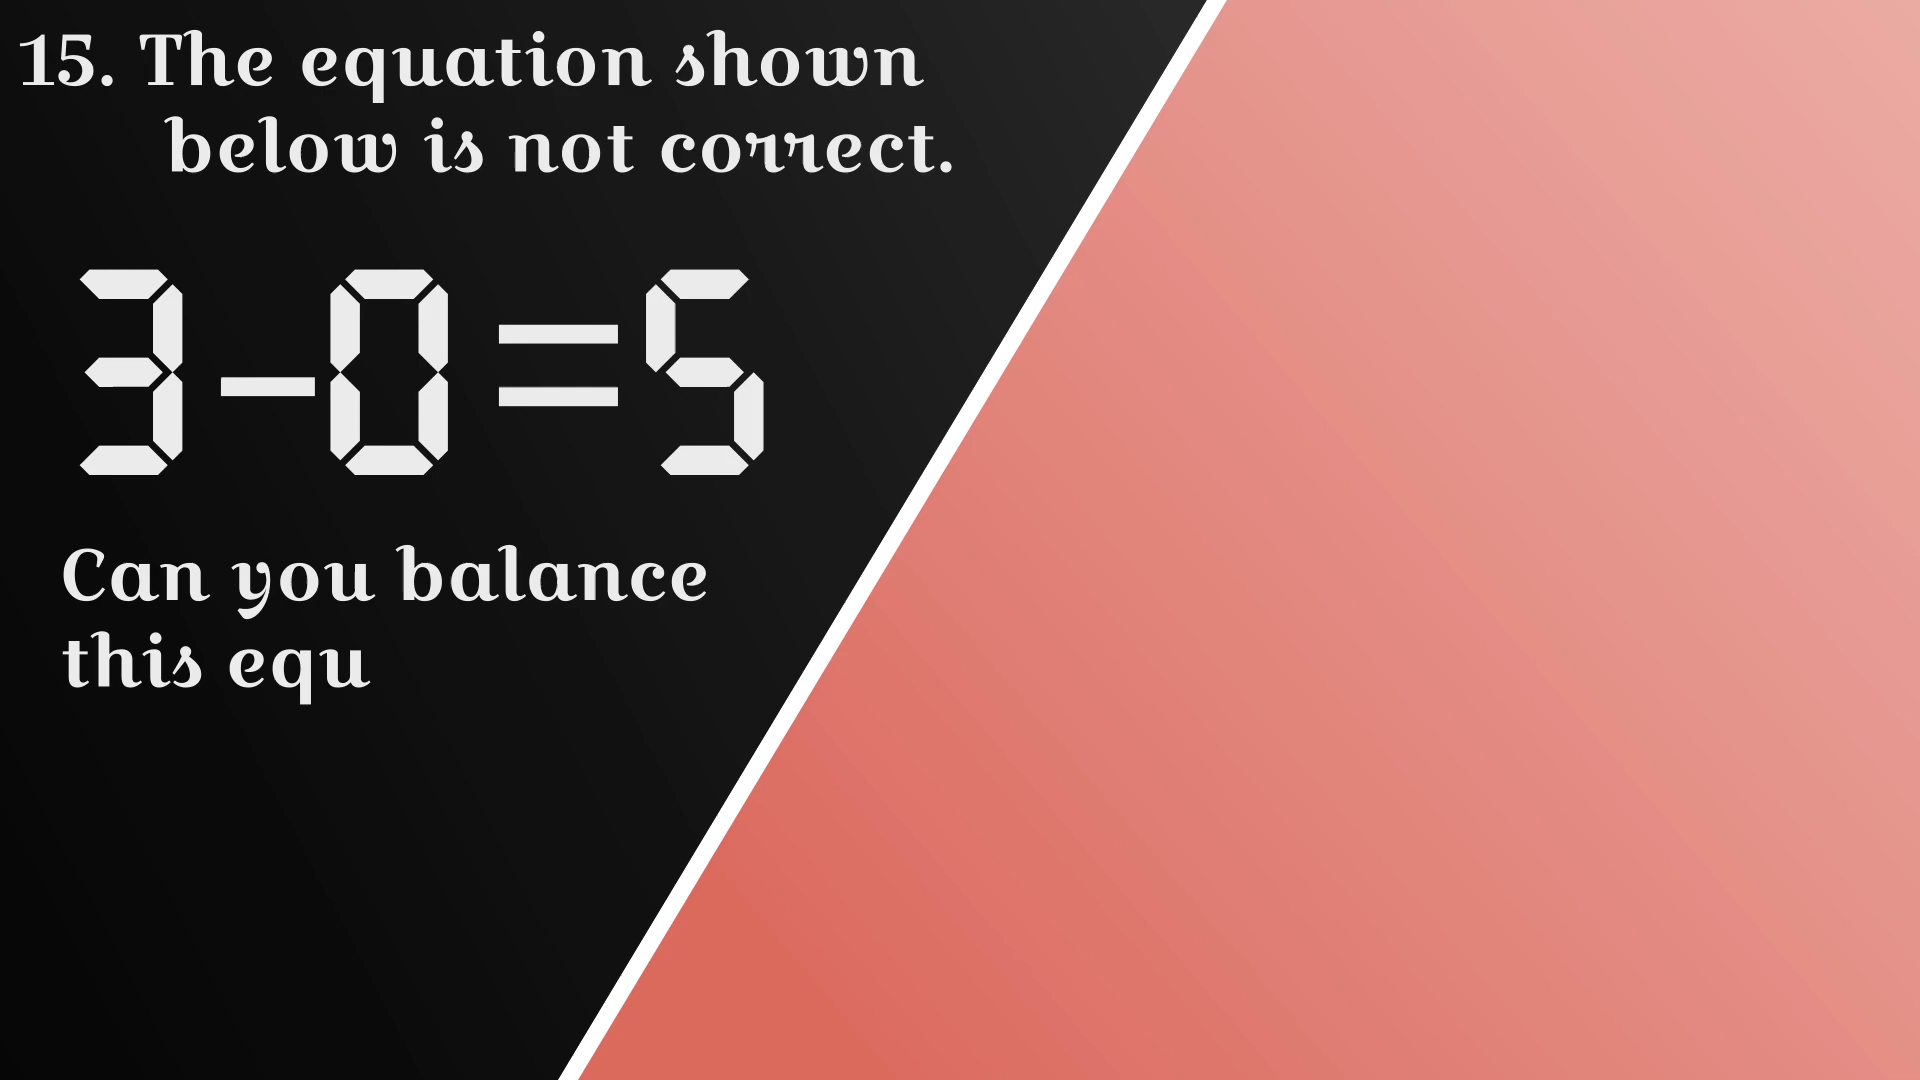 15. The equation shown
below is not correct.
3-0=5
Can you balance
this equ